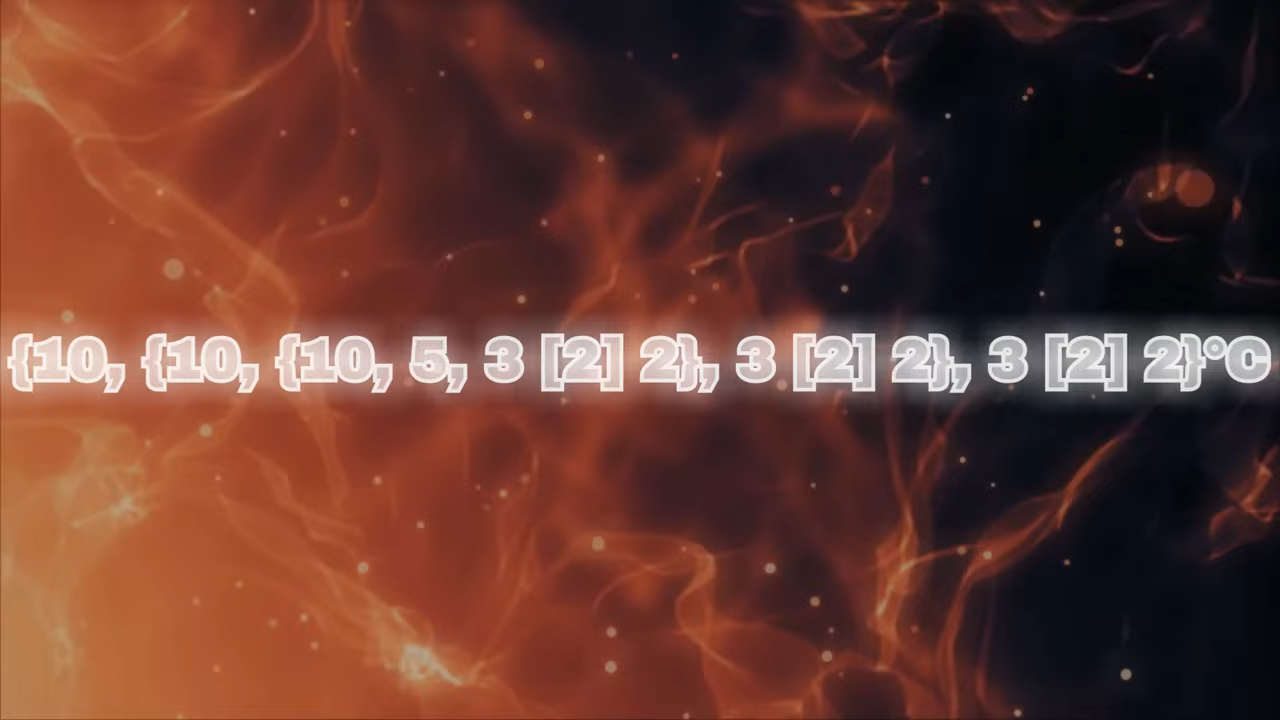 {10, {10, {10, 5, 3 [2] 2}, 3 [2] 2}, 3 [2] 2}°C